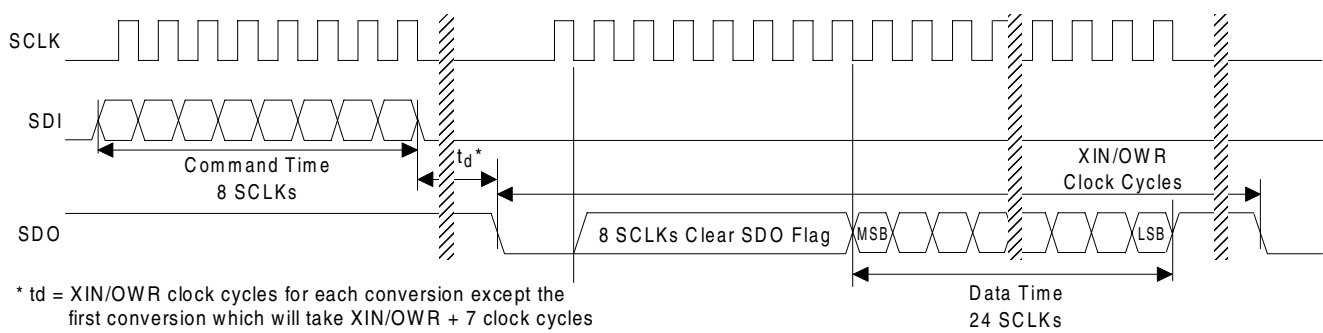 SCLK
SDI
Command Time
8 SCLKs
td*
XIN/OWR
Clock Cycles
SDO
8 SCLKs Clear SDO Flag
MSB
LSB
Data Time
24 SCLKs
* td = XIN/OWR clock cycles for each conversion except the
first conversion which will take XIN/OWR + 7 clock cycles